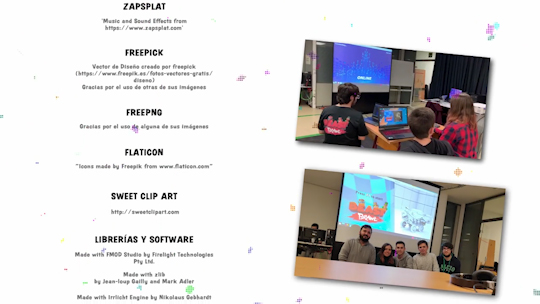 ZAPSPLAT
'Music and Sound Effects from
https://www.zapsplat.com'
FREEPICK
Vector de Diseño creado por freepick
(https://www.freepik.es/fotos-vectores-gratis/
diseno)
Gracias por el uso de otras de sus imágenes
FREEPNG
Gracias por el uso de alguna de sus imágenes
FLATICON
"Icons made by Freepik from www.flaticon.com"
SWEET CLIP ART
http://sweetclipart.com
LIBRERÍAS Y SOFTWARE
Made with FMOD Studio by Firelight Technologies
Pty Ltd.
Made with zlib
by Jean-loup Gailly and Mark Adler
Made with Irrlicht Engine by Nikolaus Gebhardt
ONLINE